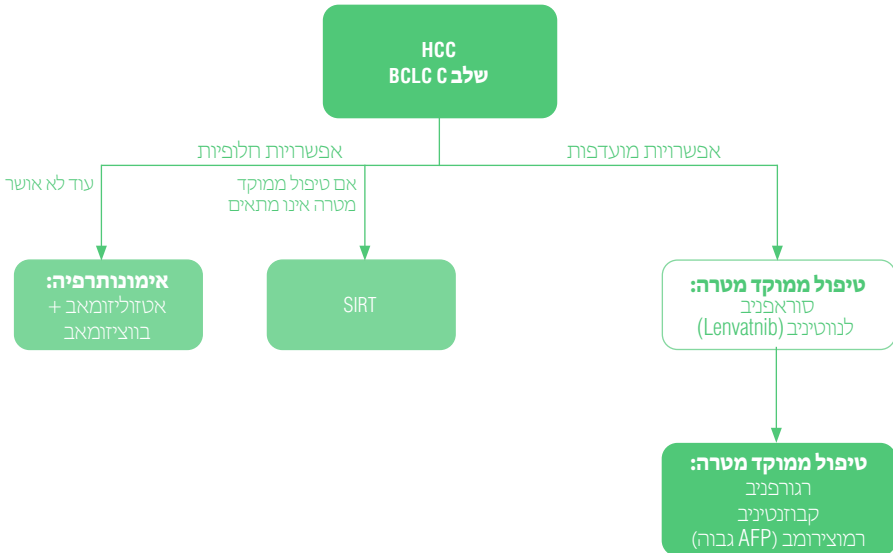 HCC
שלב BCLC C
אפשרויות מועדפות
אפשרויות חלופיות
אם טיפול ממוקד
מטרה אינו מתאים
עוד לא אושר
טיפול ממוקד מטרה:
סוראפניב
לנווטיניב (Lenvatnib)
SIRT
אימונותרפיה:
אטזוליזומאב +
בווציזומאב
טיפול ממוקד מטרה:
רגורפניב
קבוזנטיניב
רמוצירומב (AFP גבוה)